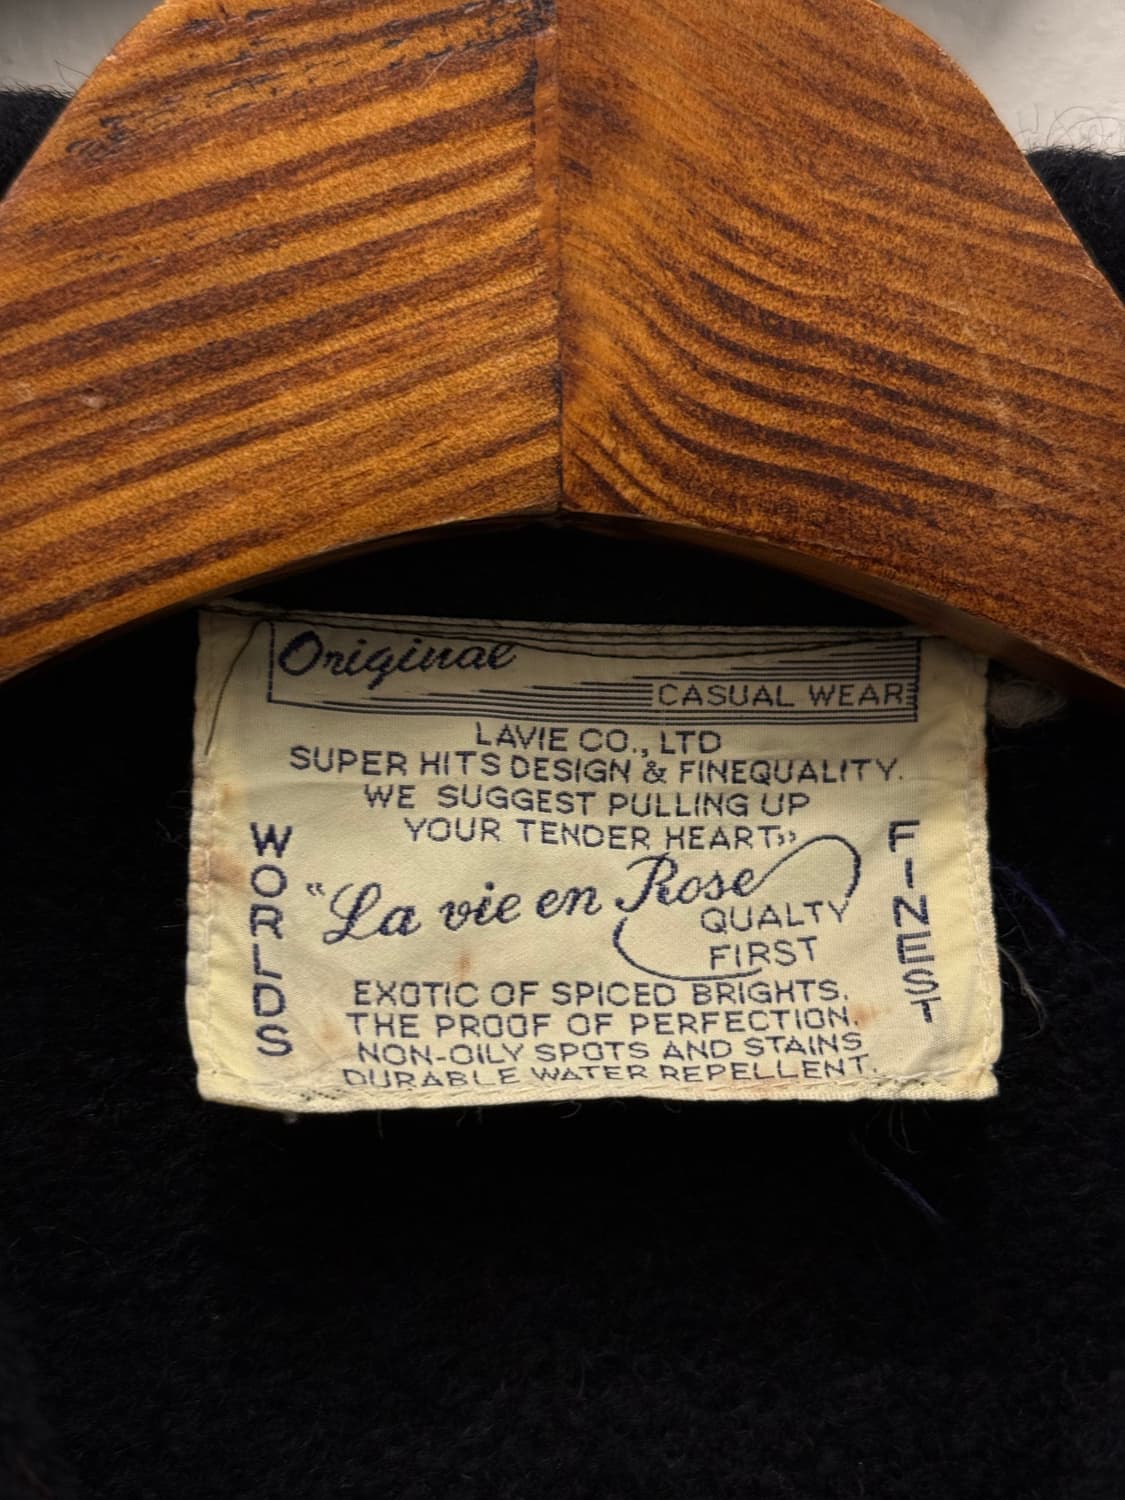 Original
CASUAL WEAR
LAVIE CO., LTD
SUPER HITS DESIGN & FINEQUALITY.
WE SUGGEST PULLING UP
YOUR TENDER HEART”
WORLDS
“La vie en Rose
QUALTY
FIRST
FINEST
EXOTIC OF SPICED BRIGHTS.
THE PROOF OF PERFECTION.
NON-OILY SPOTS AND STAINS
DURABLE WATER REPELLENT.